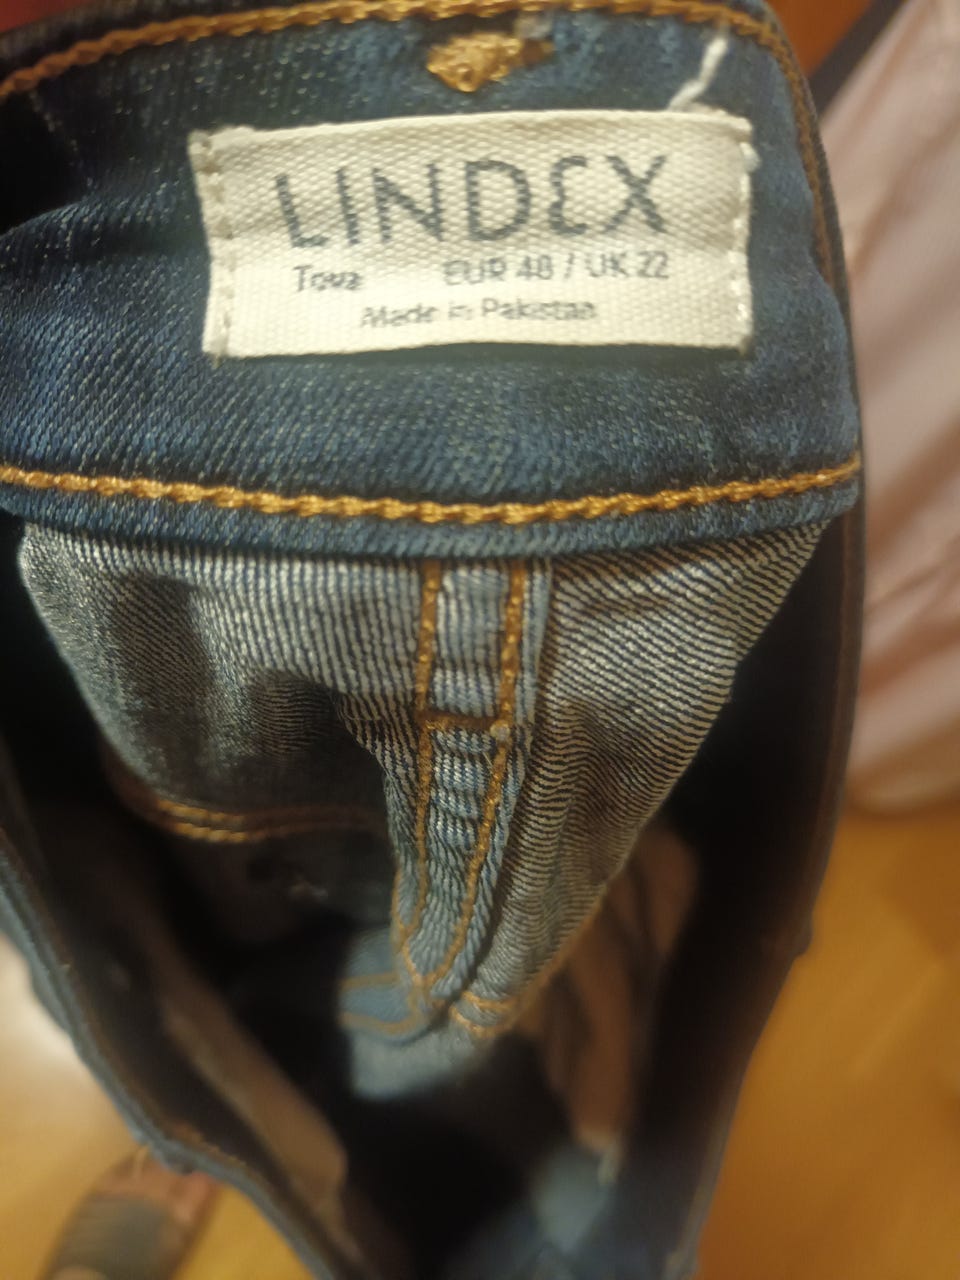 LINDEX
Tova EUR 48 / UK 22
Made in Pakistan